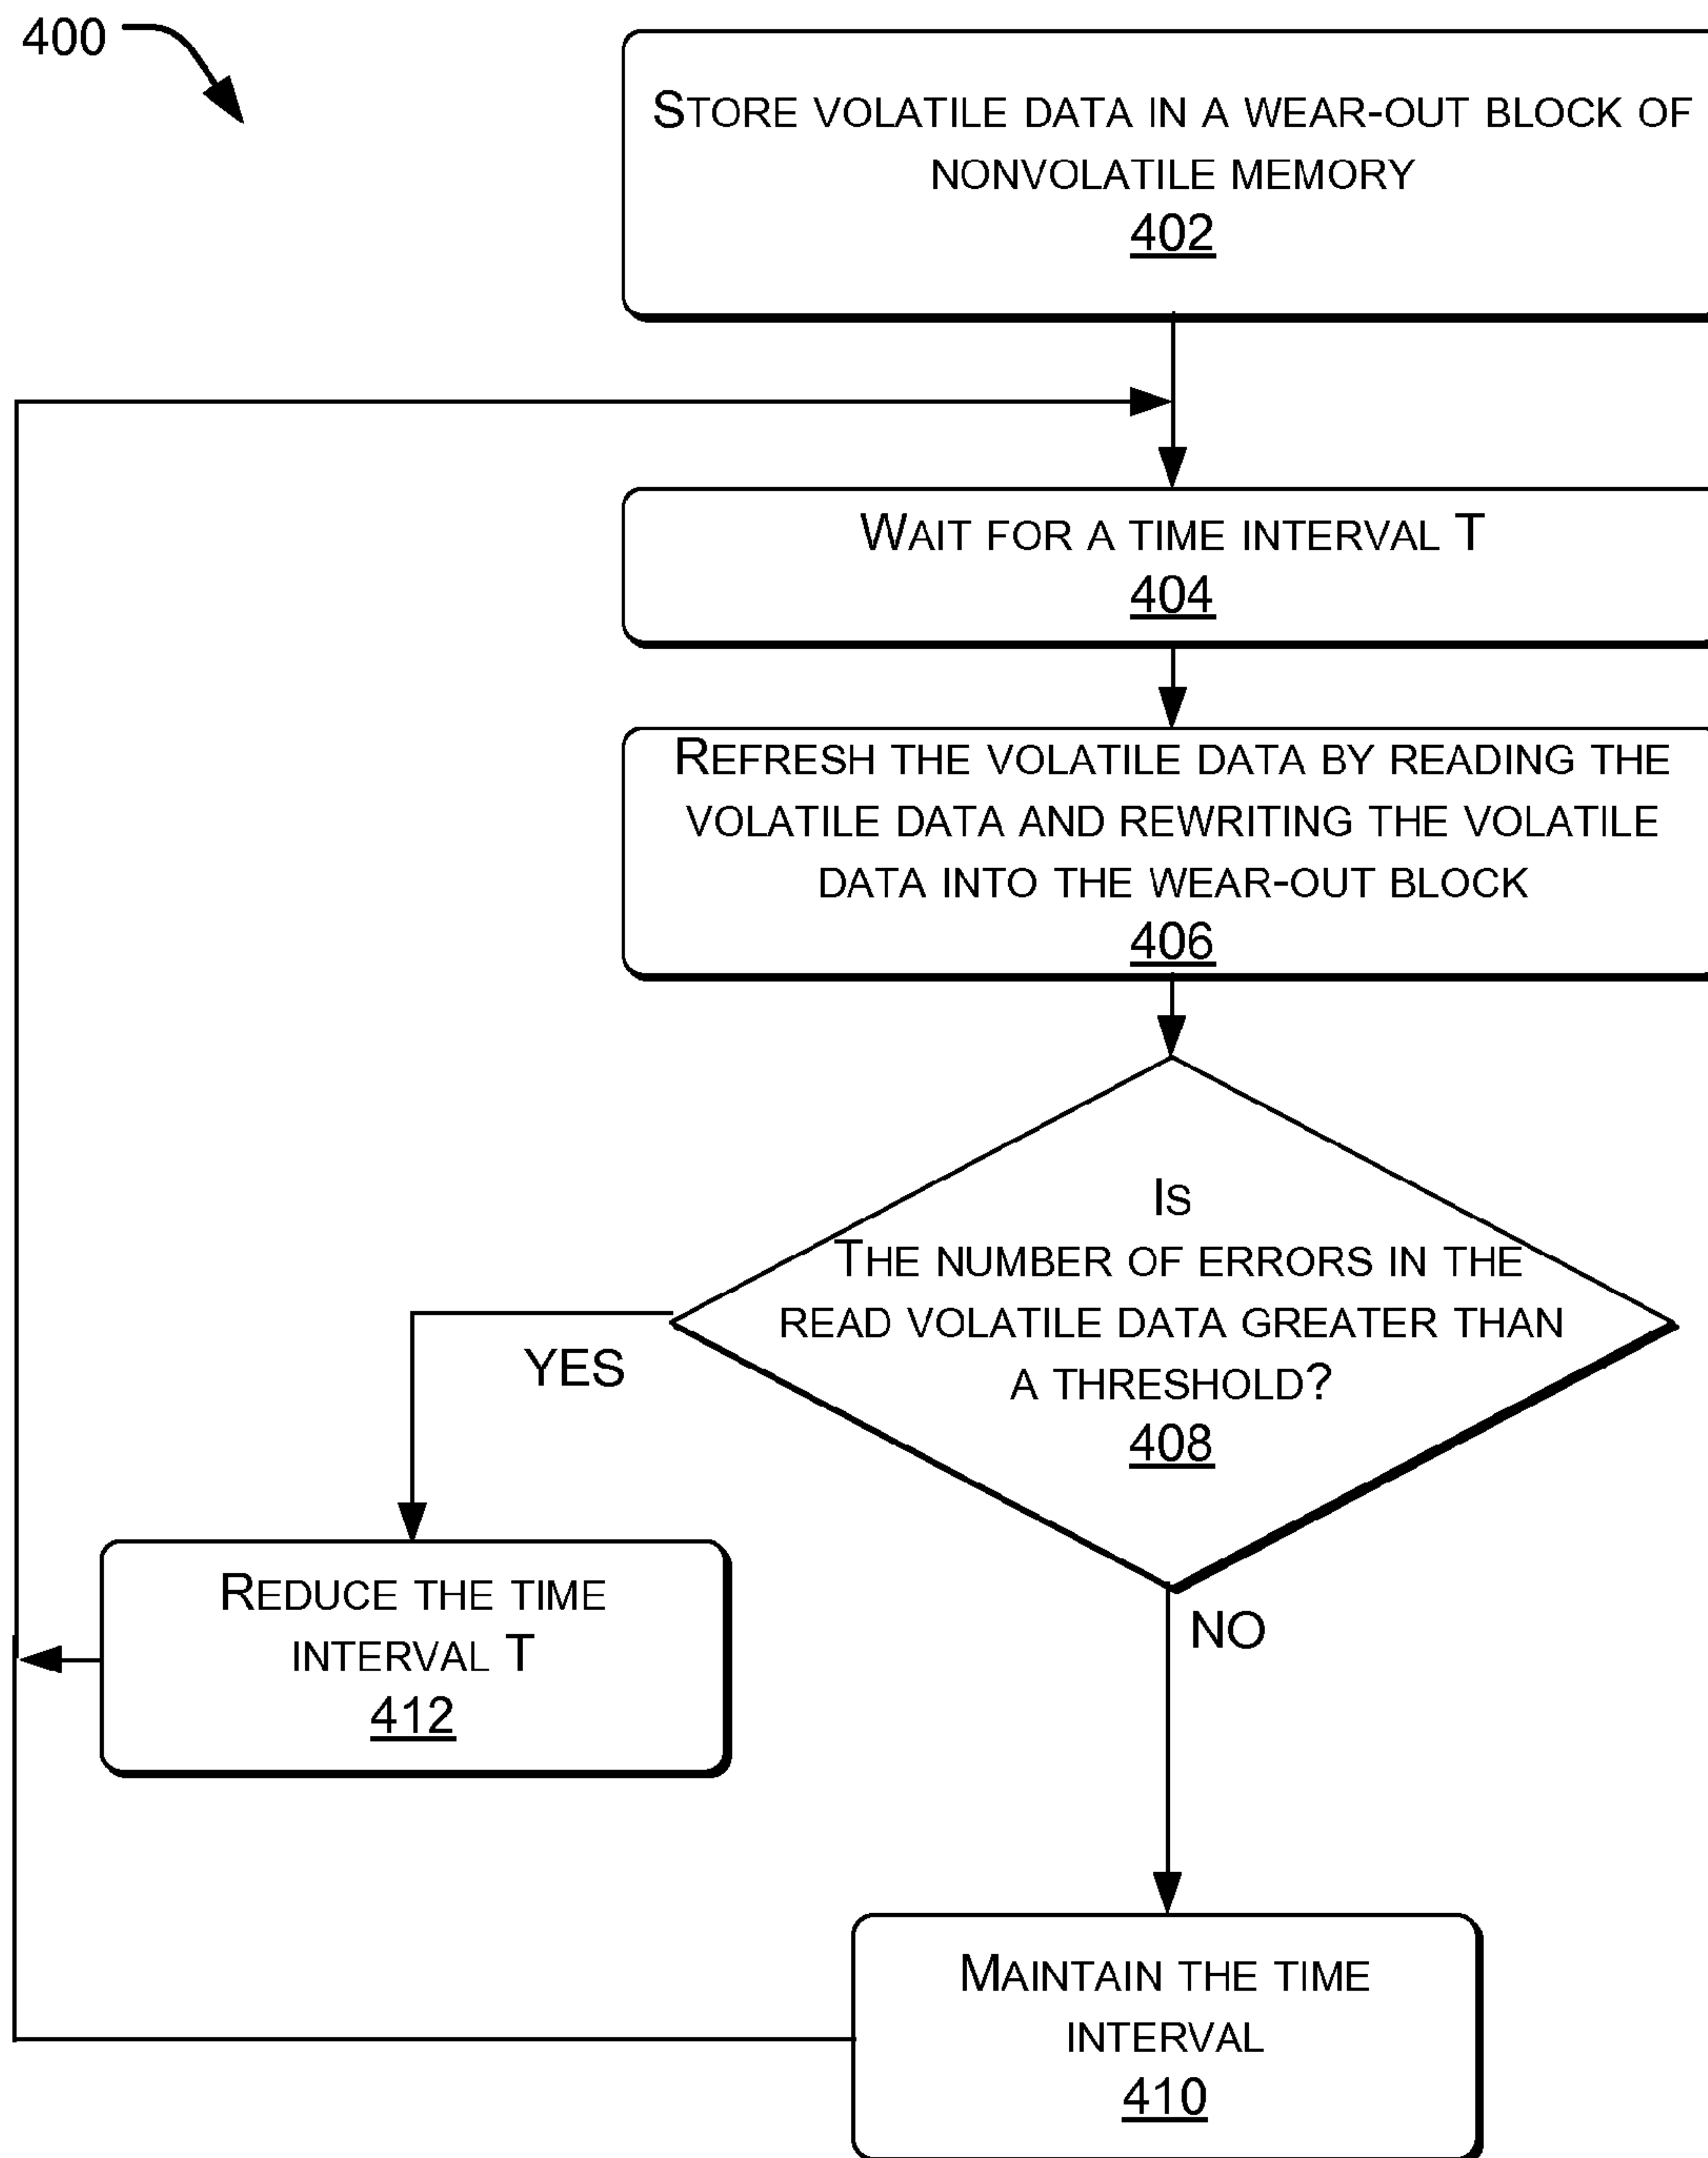 400
STORE VOLATILE DATA IN A WEAR-OUT BLOCK OF
NONVOLATILE MEMORY
402
WAIT FOR A TIME INTERVAL T
404
REFRESH THE VOLATILE DATA BY READING THE
VOLATILE DATA AND REWRITING THE VOLATILE
DATA INTO THE WEAR-OUT BLOCK
406
IS
THE NUMBER OF ERRORS IN THE
READ VOLATILE DATA GREATER THAN
A THRESHOLD?
408
YES
NO
REDUCE THE TIME
INTERVAL T
412
MAINTAIN THE TIME
INTERVAL
410